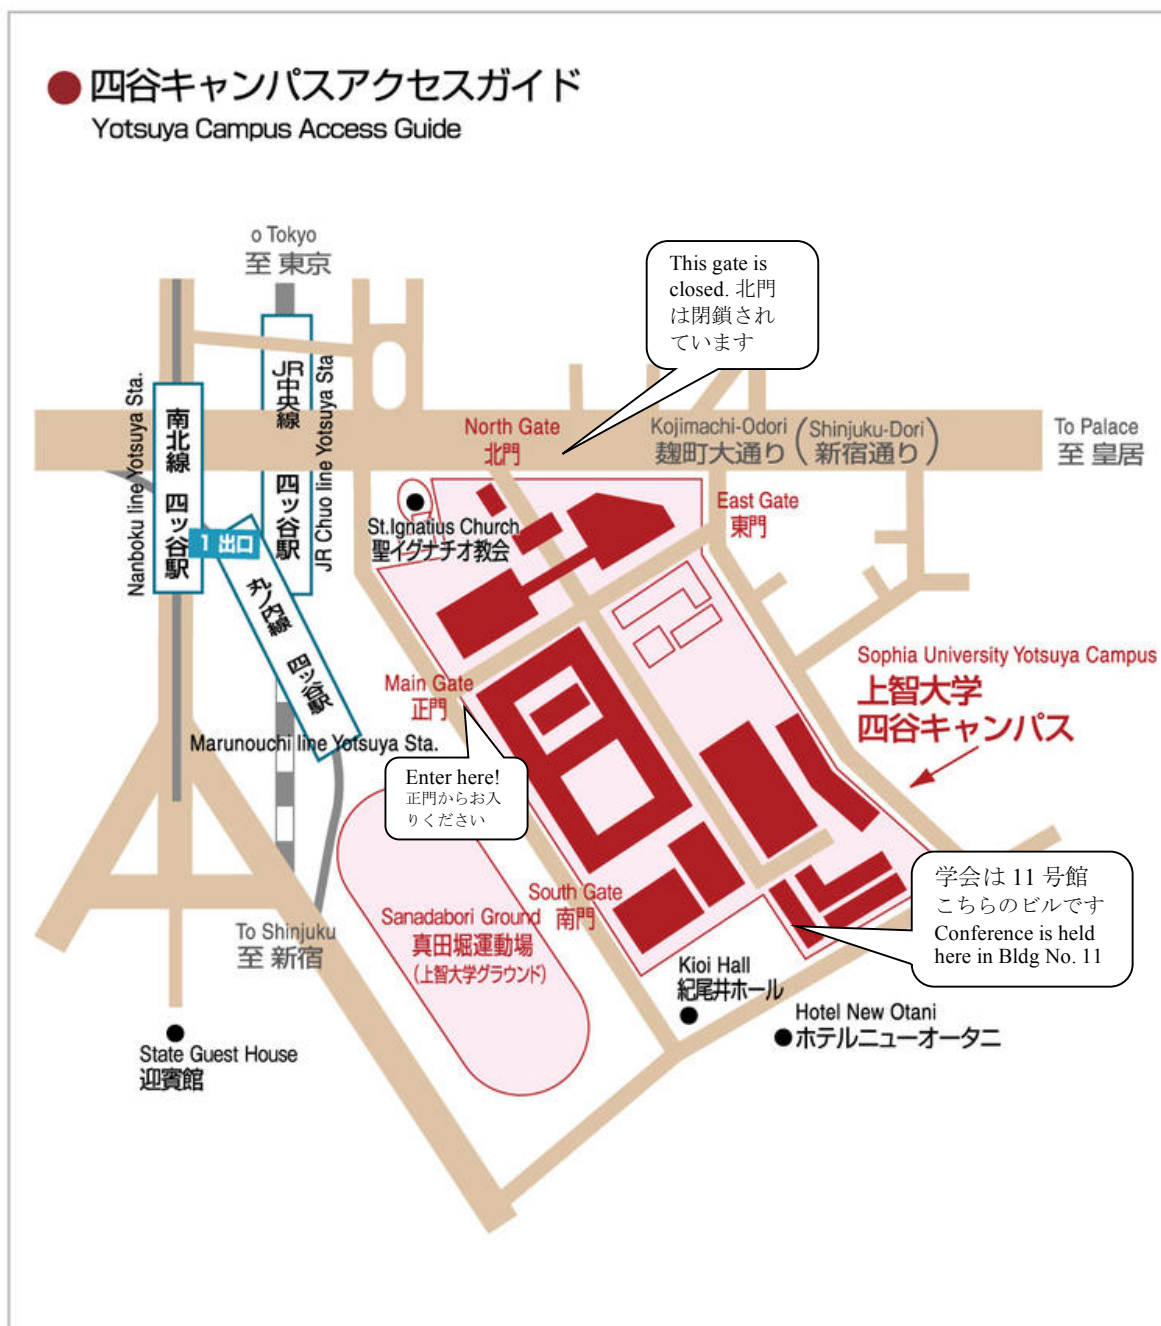 四谷キャンパスアクセスガイド
Yotsuya Campus Access Guide
o Tokyo
至 東京
This gate is
closed. 北門
は閉鎖され
ています
Nanboku line Yotsuya Sta.
南北線 四ッ谷駅
JR中央線 四ッ谷駅
JR Chuo line Yotsuya Sta
North Gate
北門
Kojimachi-Odori
麹町大通り
(Shinjuku-Dori)
新宿通り
To Palace
至 皇居
East Gate
東門
St.Ignatius Church
聖イグナチオ教会
1 出口
丸ノ内線 四ッ谷駅
Marunouchi line Yotsuya Sta.
Main Gate
正門
Sophia University Yotsuya Campus
上智大学
四谷キャンパス
Enter here!
正門からお入
りください
South Gate
南門
Sanadabori Ground
真田堀運動場
(上智大学グラウンド)
To Shinjuku
至 新宿
学会は 11 号館
こちらのビルです
Conference is held
here in Bldg No. 11
Kioi Hall
紀尾井ホール
Hotel New Otani
ホテルニューオータニ
State Guest House
迎賓館